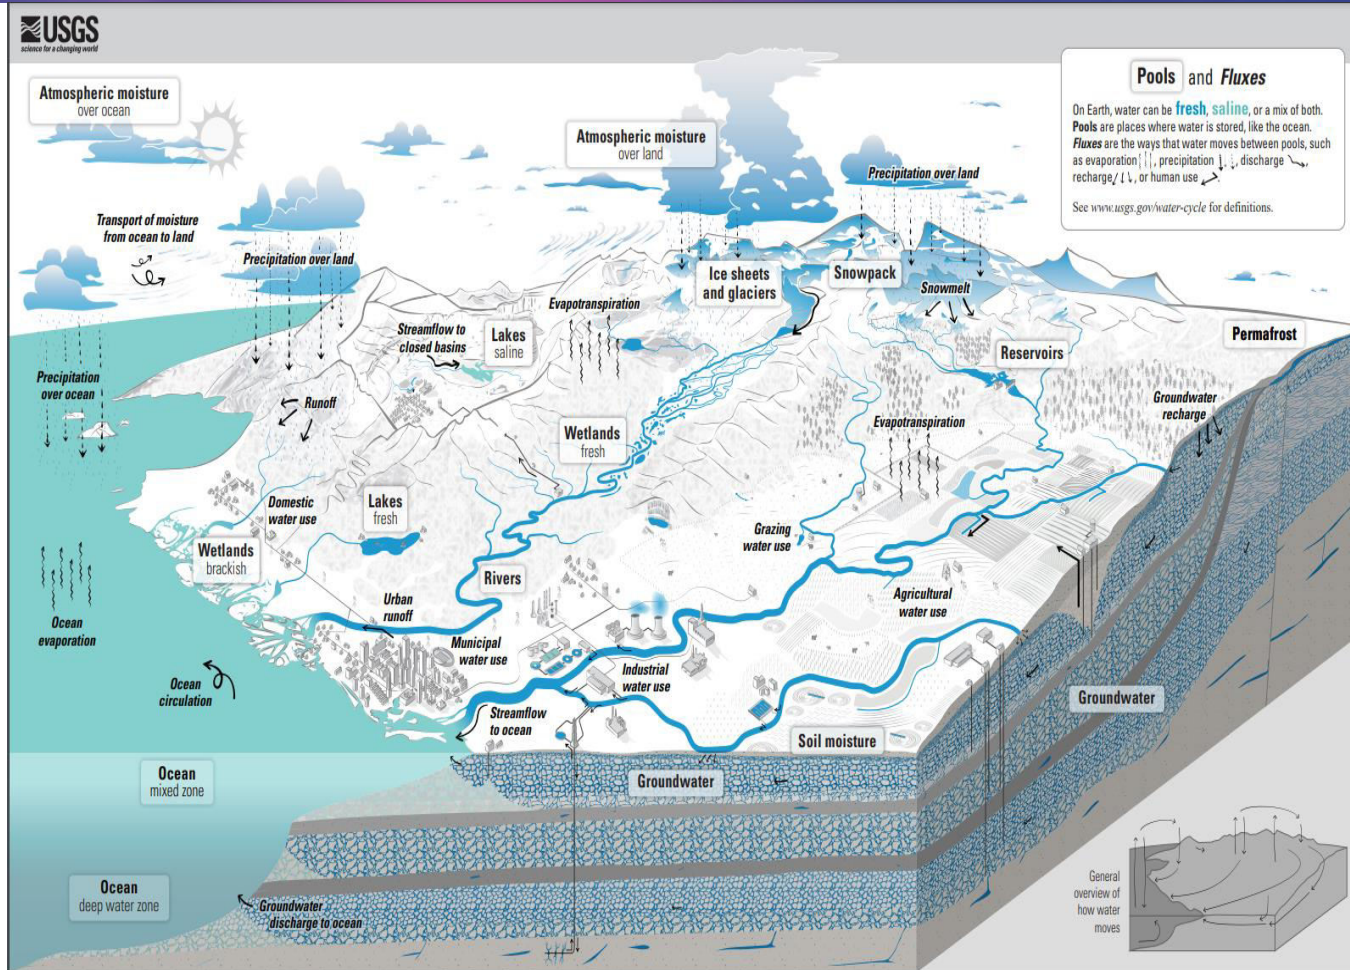 USGS
science for a changing world
Pools and Fluxes
On Earth, water can be fresh, saline, or a mix of both.
Pools are places where water is stored, like the ocean.
Fluxes are the ways that water moves between pools, such
as evaporation, precipitation, discharge,
recharge, or human use.
See www.usgs.gov/water-cycle for definitions.
Atmospheric moisture
over ocean
Atmospheric moisture
over land
Precipitation over land
Transport of moisture
from ocean to land
Precipitation over land
Ice sheets
and glaciers
Snowpack
Snowmelt
Evapotranspiration
Streamflow to
closed basins
Lakes
saline
Permafrost
Reservoirs
Precipitation
over ocean
Runoff
Groundwater
recharge
Evapotranspiration
Wetlands
fresh
Domestic
water use
Lakes
fresh
Grazing
water use
Wetlands
brackish
Rivers
Agricultural
water use
Urban
runoff
Ocean
evaporation
Municipal
water use
Industrial
water use
Ocean
circulation
Groundwater
Streamflow
to ocean
Soil moisture
Ocean
mixed zone
Groundwater
Ocean
deep water zone
Groundwater
discharge to ocean
General
overview of
how water
moves